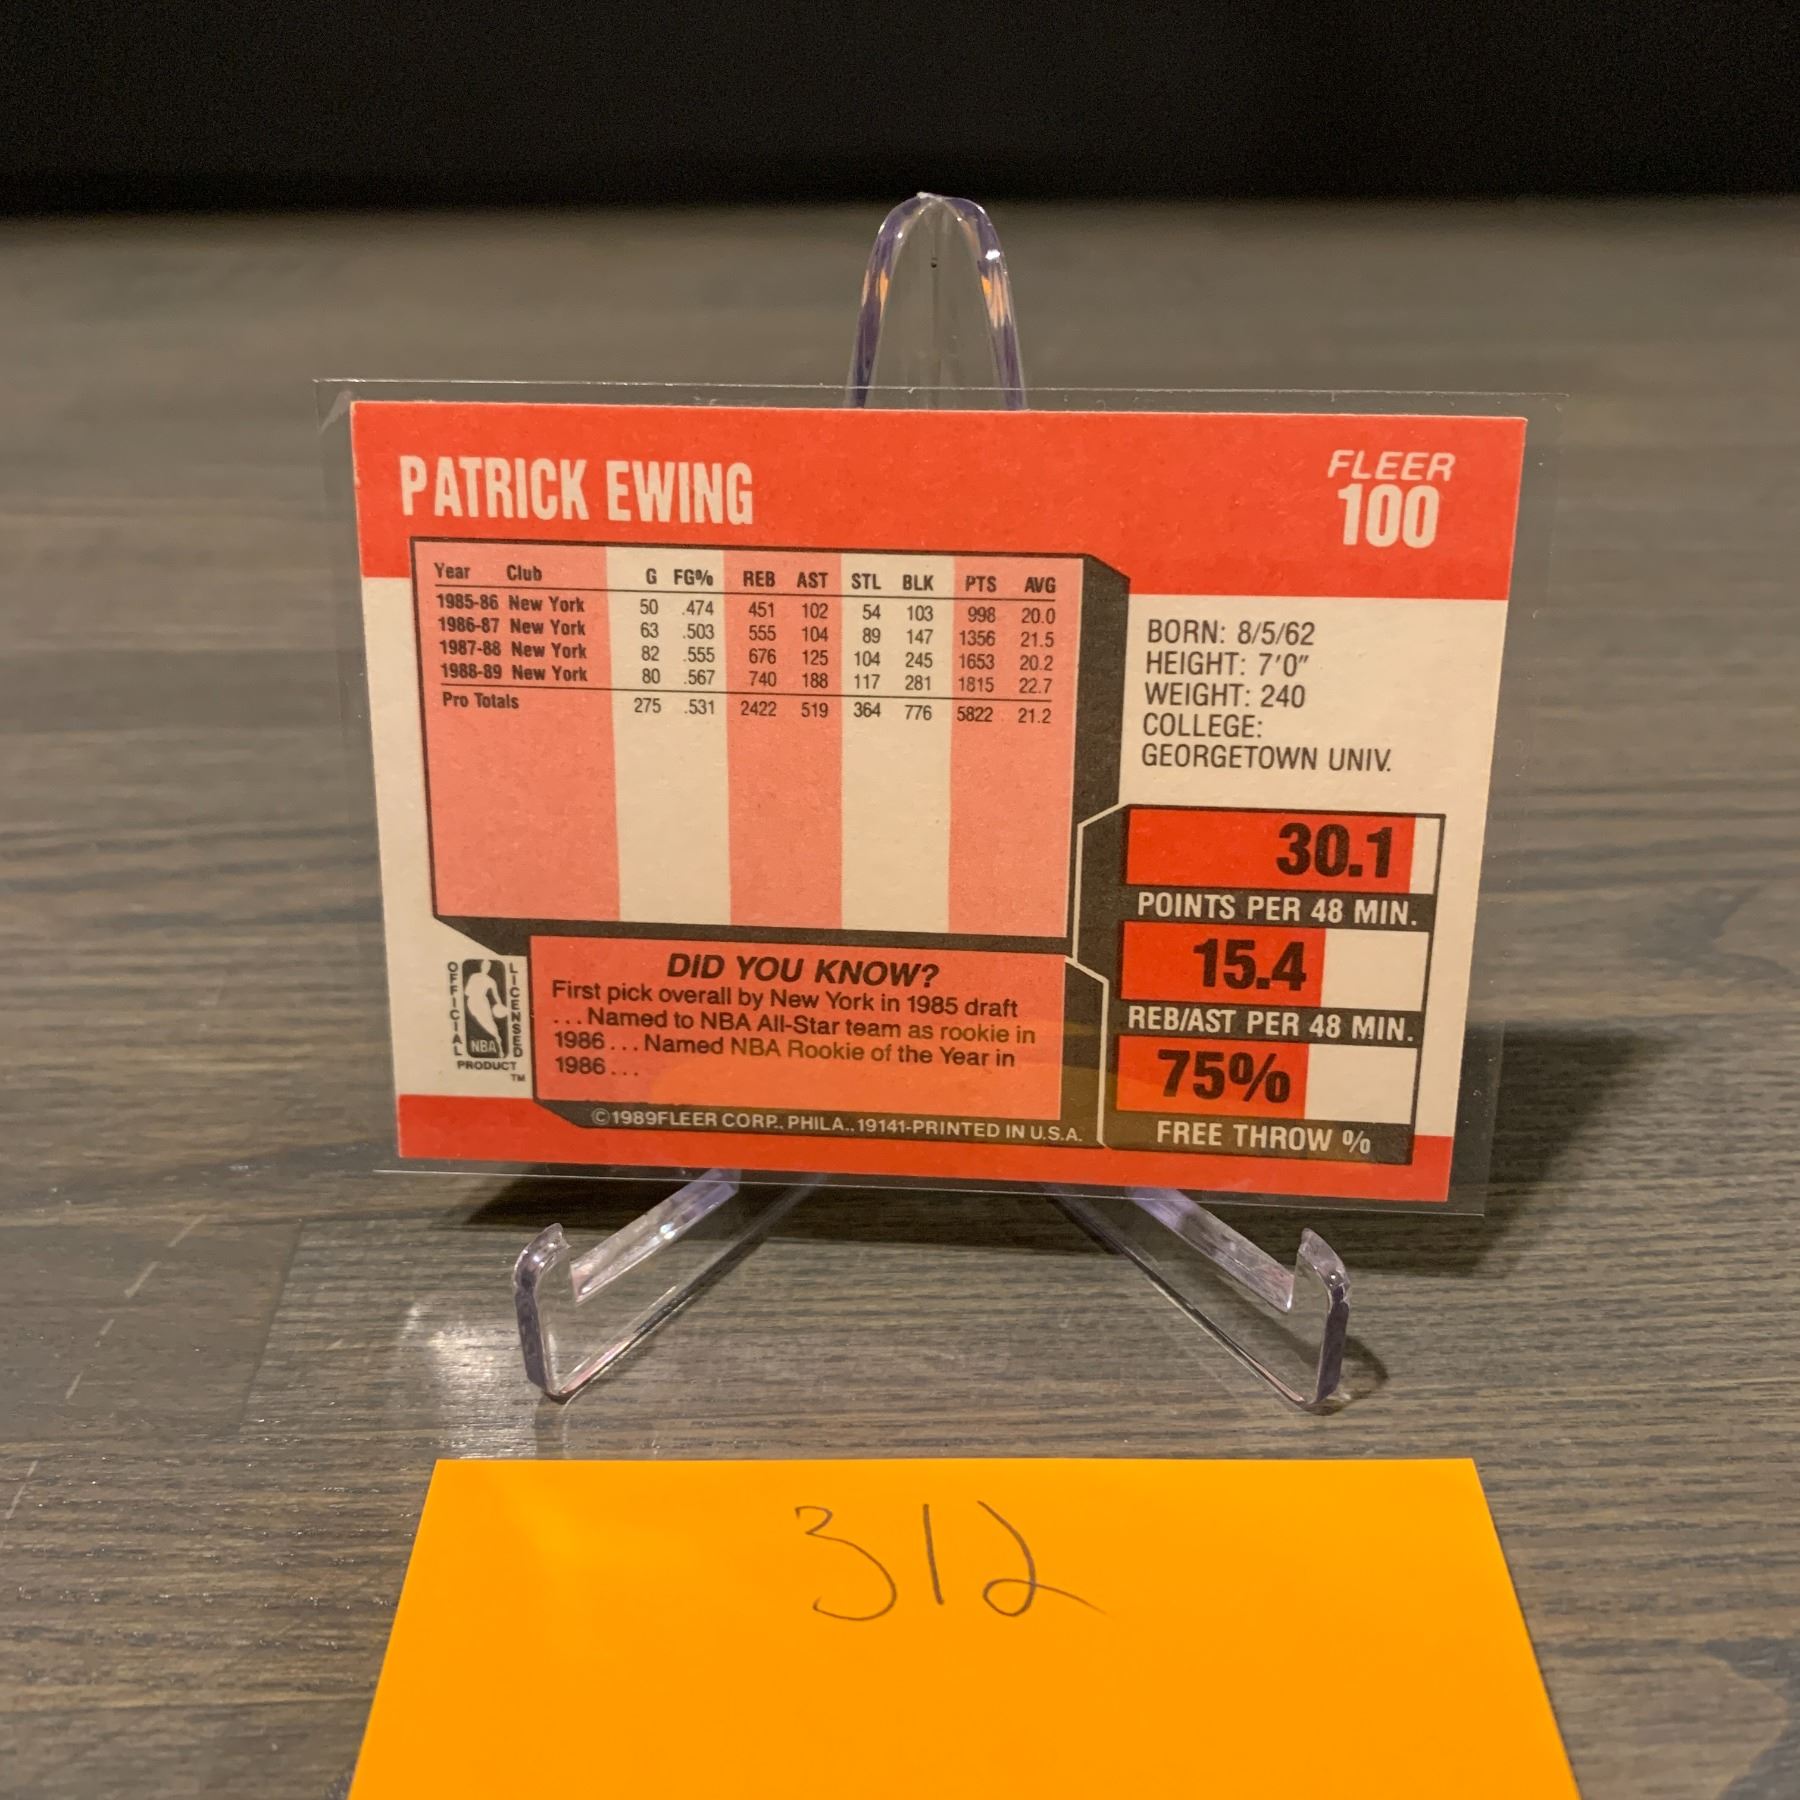 PATRICK EWING
FLEER
100
Year Club G FG% REB AST STL BLK PTS AVG
1985-86 New York 50 .474 451 102 54 103 998 20.0
1986-87 New York 63 .503 555 104 89 147 1356 21.5
1987-88 New York 82 .555 676 125 104 245 1653 20.2
1988-89 New York 80 .567 740 188 117 281 1815 22.7
Pro Totals 275 .531 2422 519 364 776 5822 21.2
BORN: 8/5/62
HEIGHT: 7'0"
WEIGHT: 240
COLLEGE:
GEORGETOWN UNIV.
30.1
POINTS PER 48 MIN.
15.4
REB/AST PER 48 MIN.
75%
FREE THROW %
OFFICIAL
LICENSED
NBA
PRODUCT
TM
DID YOU KNOW?
First pick overall by New York in 1985 draft
...Named to NBA All-Star team as rookie in
1986...Named NBA Rookie of the Year in
1986...
©1989FLEER CORP., PHILA., 19141-PRINTED IN U.S.A.
312